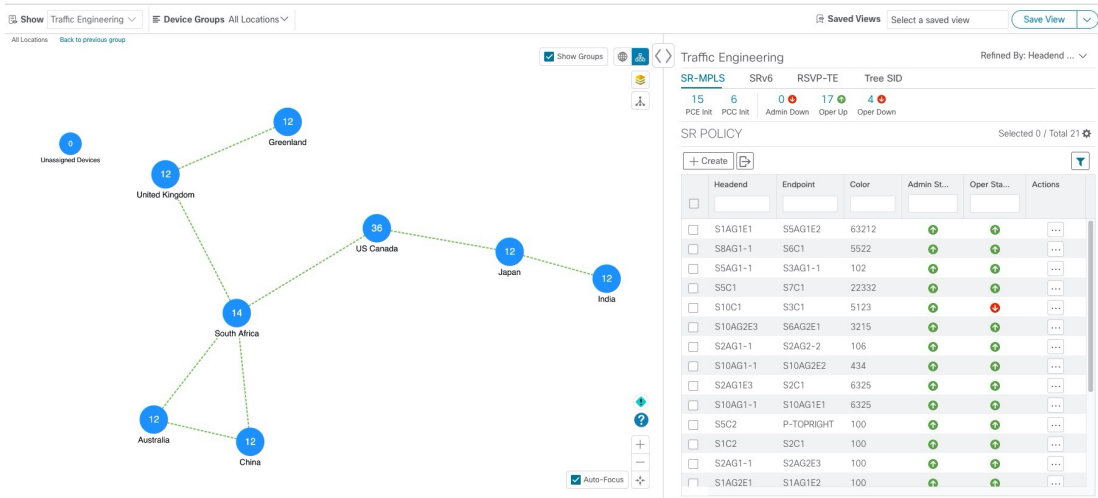 Show Traffic Engineering Device Groups All Locations Saved Views Select a saved view Save View
All Locations Back to previous group
Show Groups
12
Greenland
0
Unassigned Devices
12
United Kingdom
36
US Canada
12
Japan
12
India
14
South Africa
12
Australia
12
China
Auto-Focus
Traffic Engineering Refined By: Headend ...
SR-MPLS SRv6 RSVP-TE Tree SID
15 6 0 17 4
PCE Init PCC Init Admin Down Oper Up Oper Down
SR POLICY Selected 0 / Total 21
+ Create
Headend Endpoint Color Admin St... Oper Sta... Actions
S1AG1E1 S5AG1E2 63212
S8AG1-1 S6C1 5522
S5AG1-1 S3AG1-1 102
S5C1 S7C1 22332
S10C1 S3C1 5123
S10AG2E3 S6AG2E1 3215
S2AG1-1 S2AG2-2 106
S10AG1-1 S10AG2E2 434
S2AG1E3 S2C1 6325
S10AG1-1 S10AG1E1 6325
S5C2 P-TOPRIGHT 100
S1C2 S2C1 100
S2AG1-1 S2AG2E3 100
S1AG2E1 S1AG1E2 100